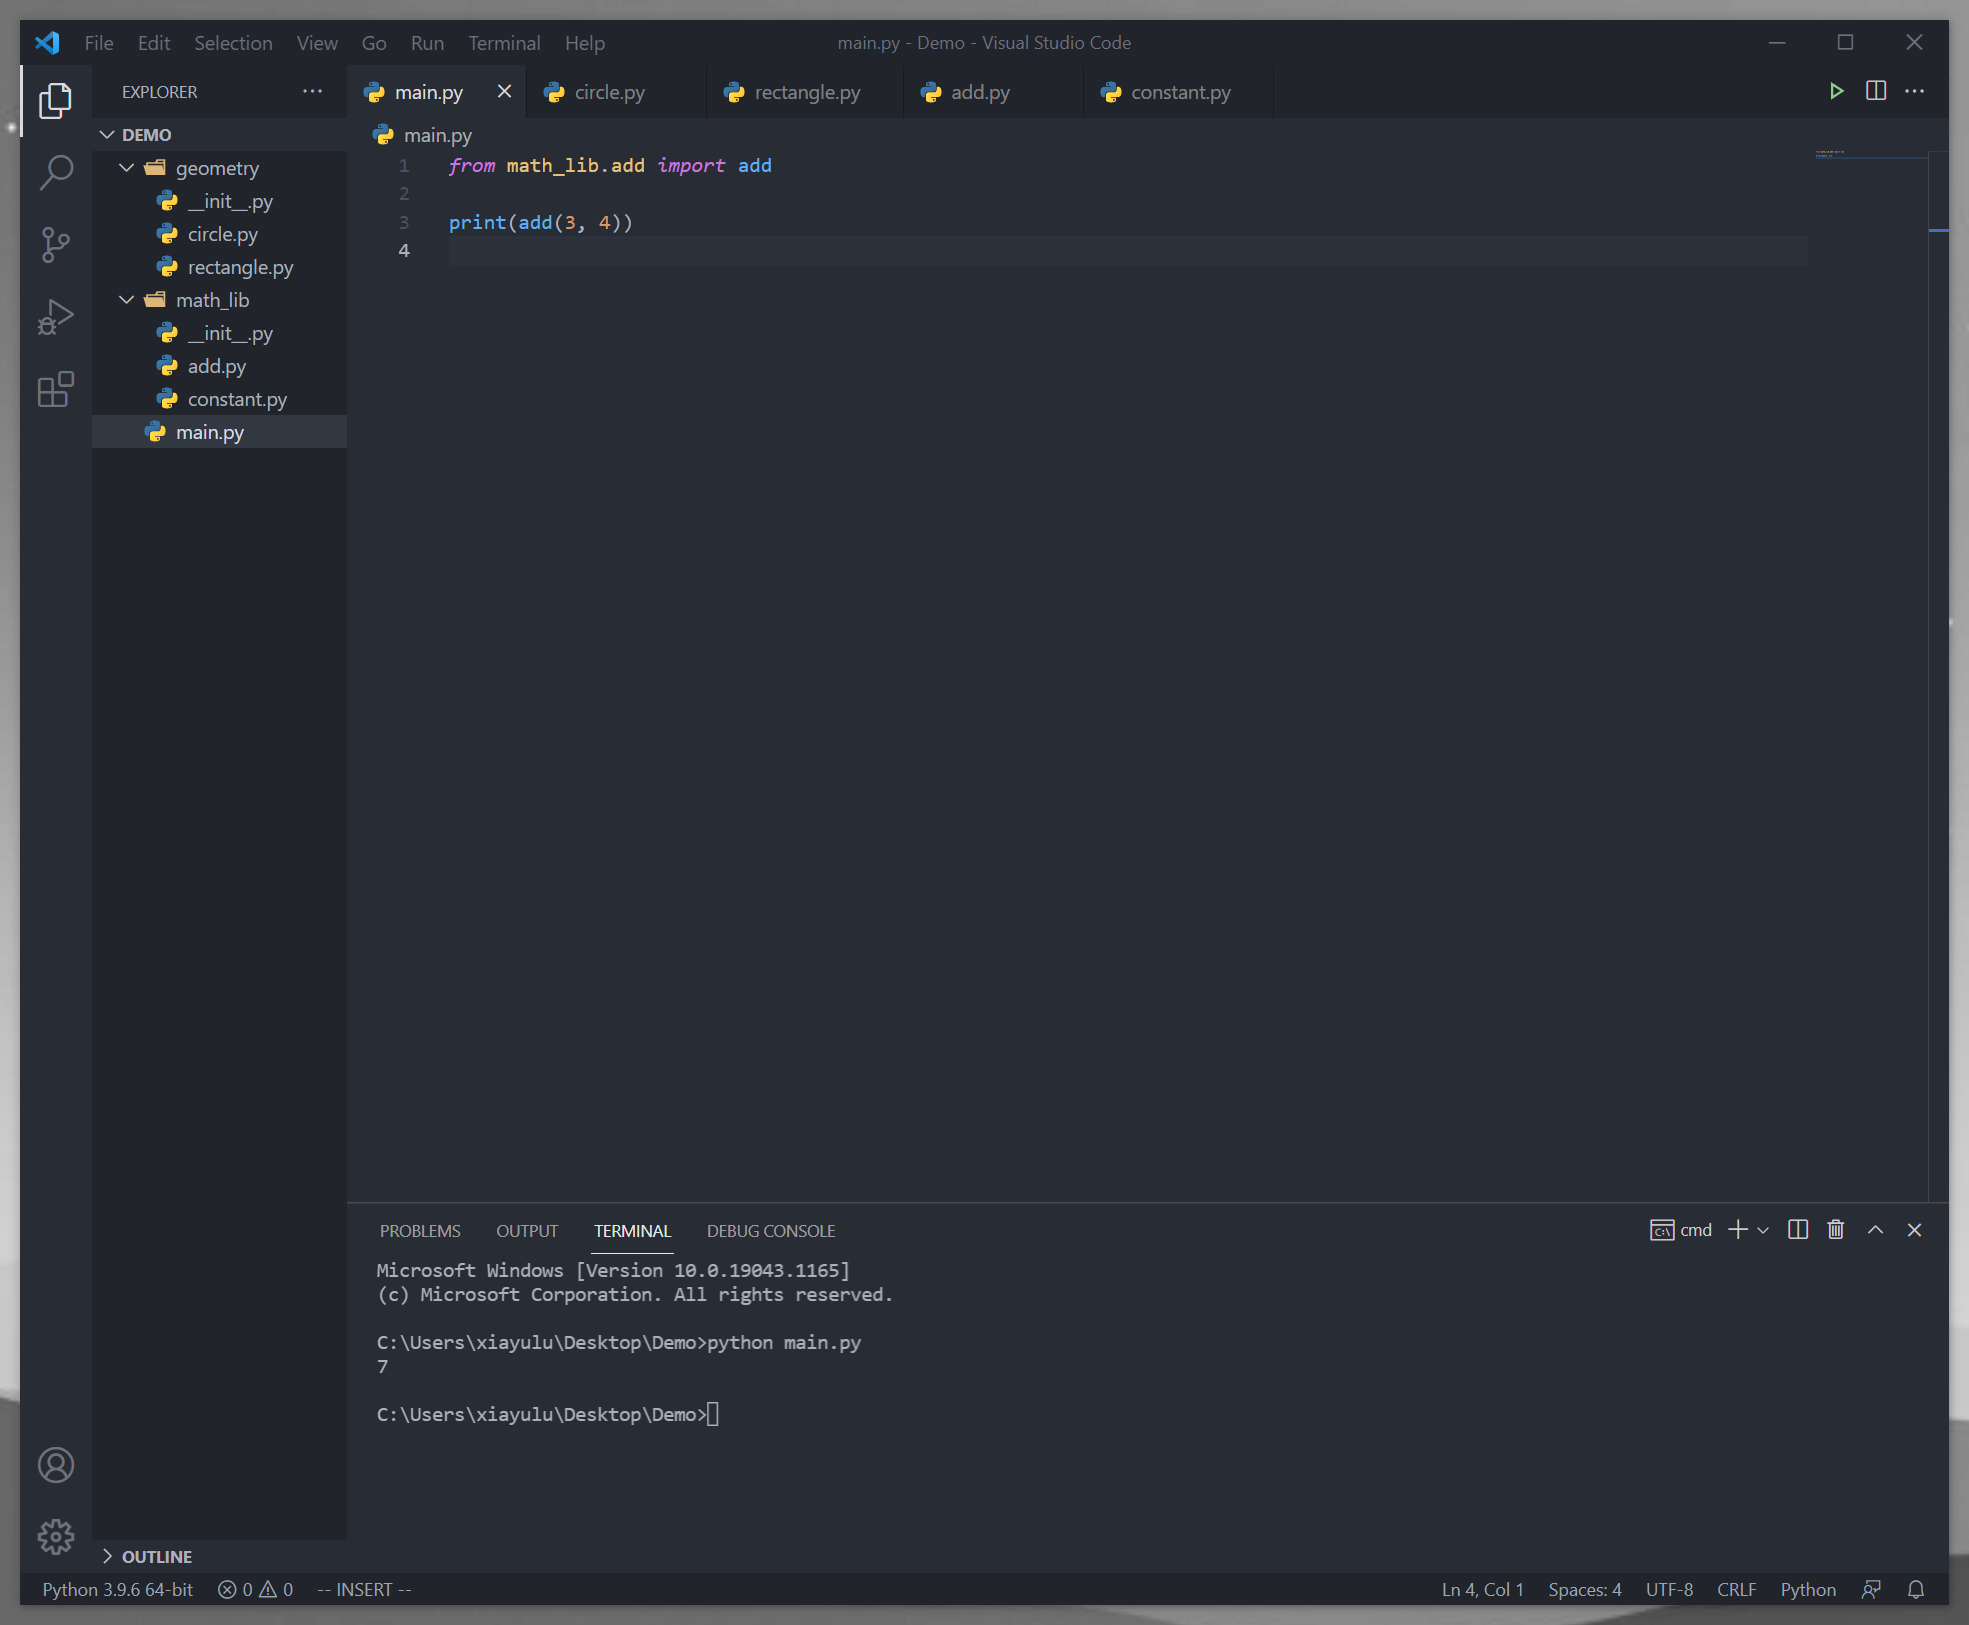 File Edit Selection View Go Run Terminal Help main.py - Demo - Visual Studio Code
EXPLORER
main.py circle.py rectangle.py add.py constant.py
DEMO
geometry
__init__.py
circle.py
rectangle.py
math_lib
__init__.py
add.py
constant.py
main.py
main.py
1 from math_lib.add import add
2
3 print(add(3, 4))
4
PROBLEMS OUTPUT TERMINAL DEBUG CONSOLE cmd
Microsoft Windows [Version 10.0.19043.1165]
(c) Microsoft Corporation. All rights reserved.
C:\Users\xiayulu\Desktop\Demo>python main.py
7
C:\Users\xiayulu\Desktop\Demo>
OUTLINE
Python 3.9.6 64-bit 0 0 -- INSERT -- Ln 4, Col 1 Spaces: 4 UTF-8 CRLF Python